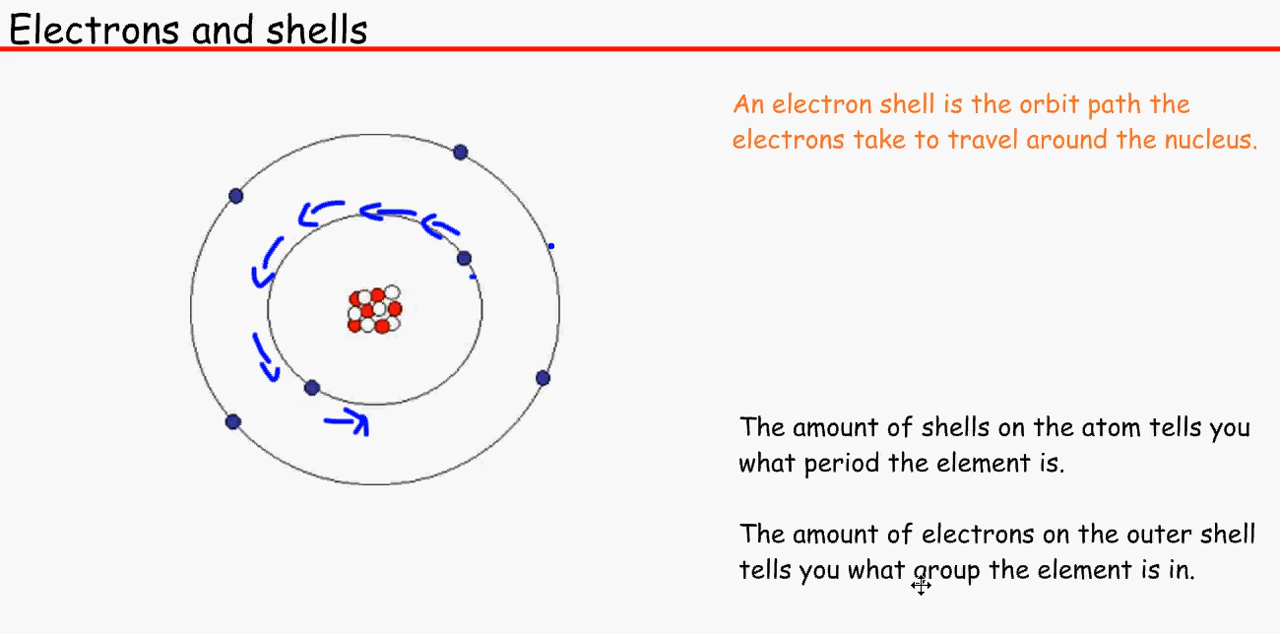 Electrons and shells
An electron shell is the orbit path the
electrons take to travel around the nucleus.
The amount of shells on the atom tells you
what period the element is.
The amount of electrons on the outer shell
tells you what group the element is in.